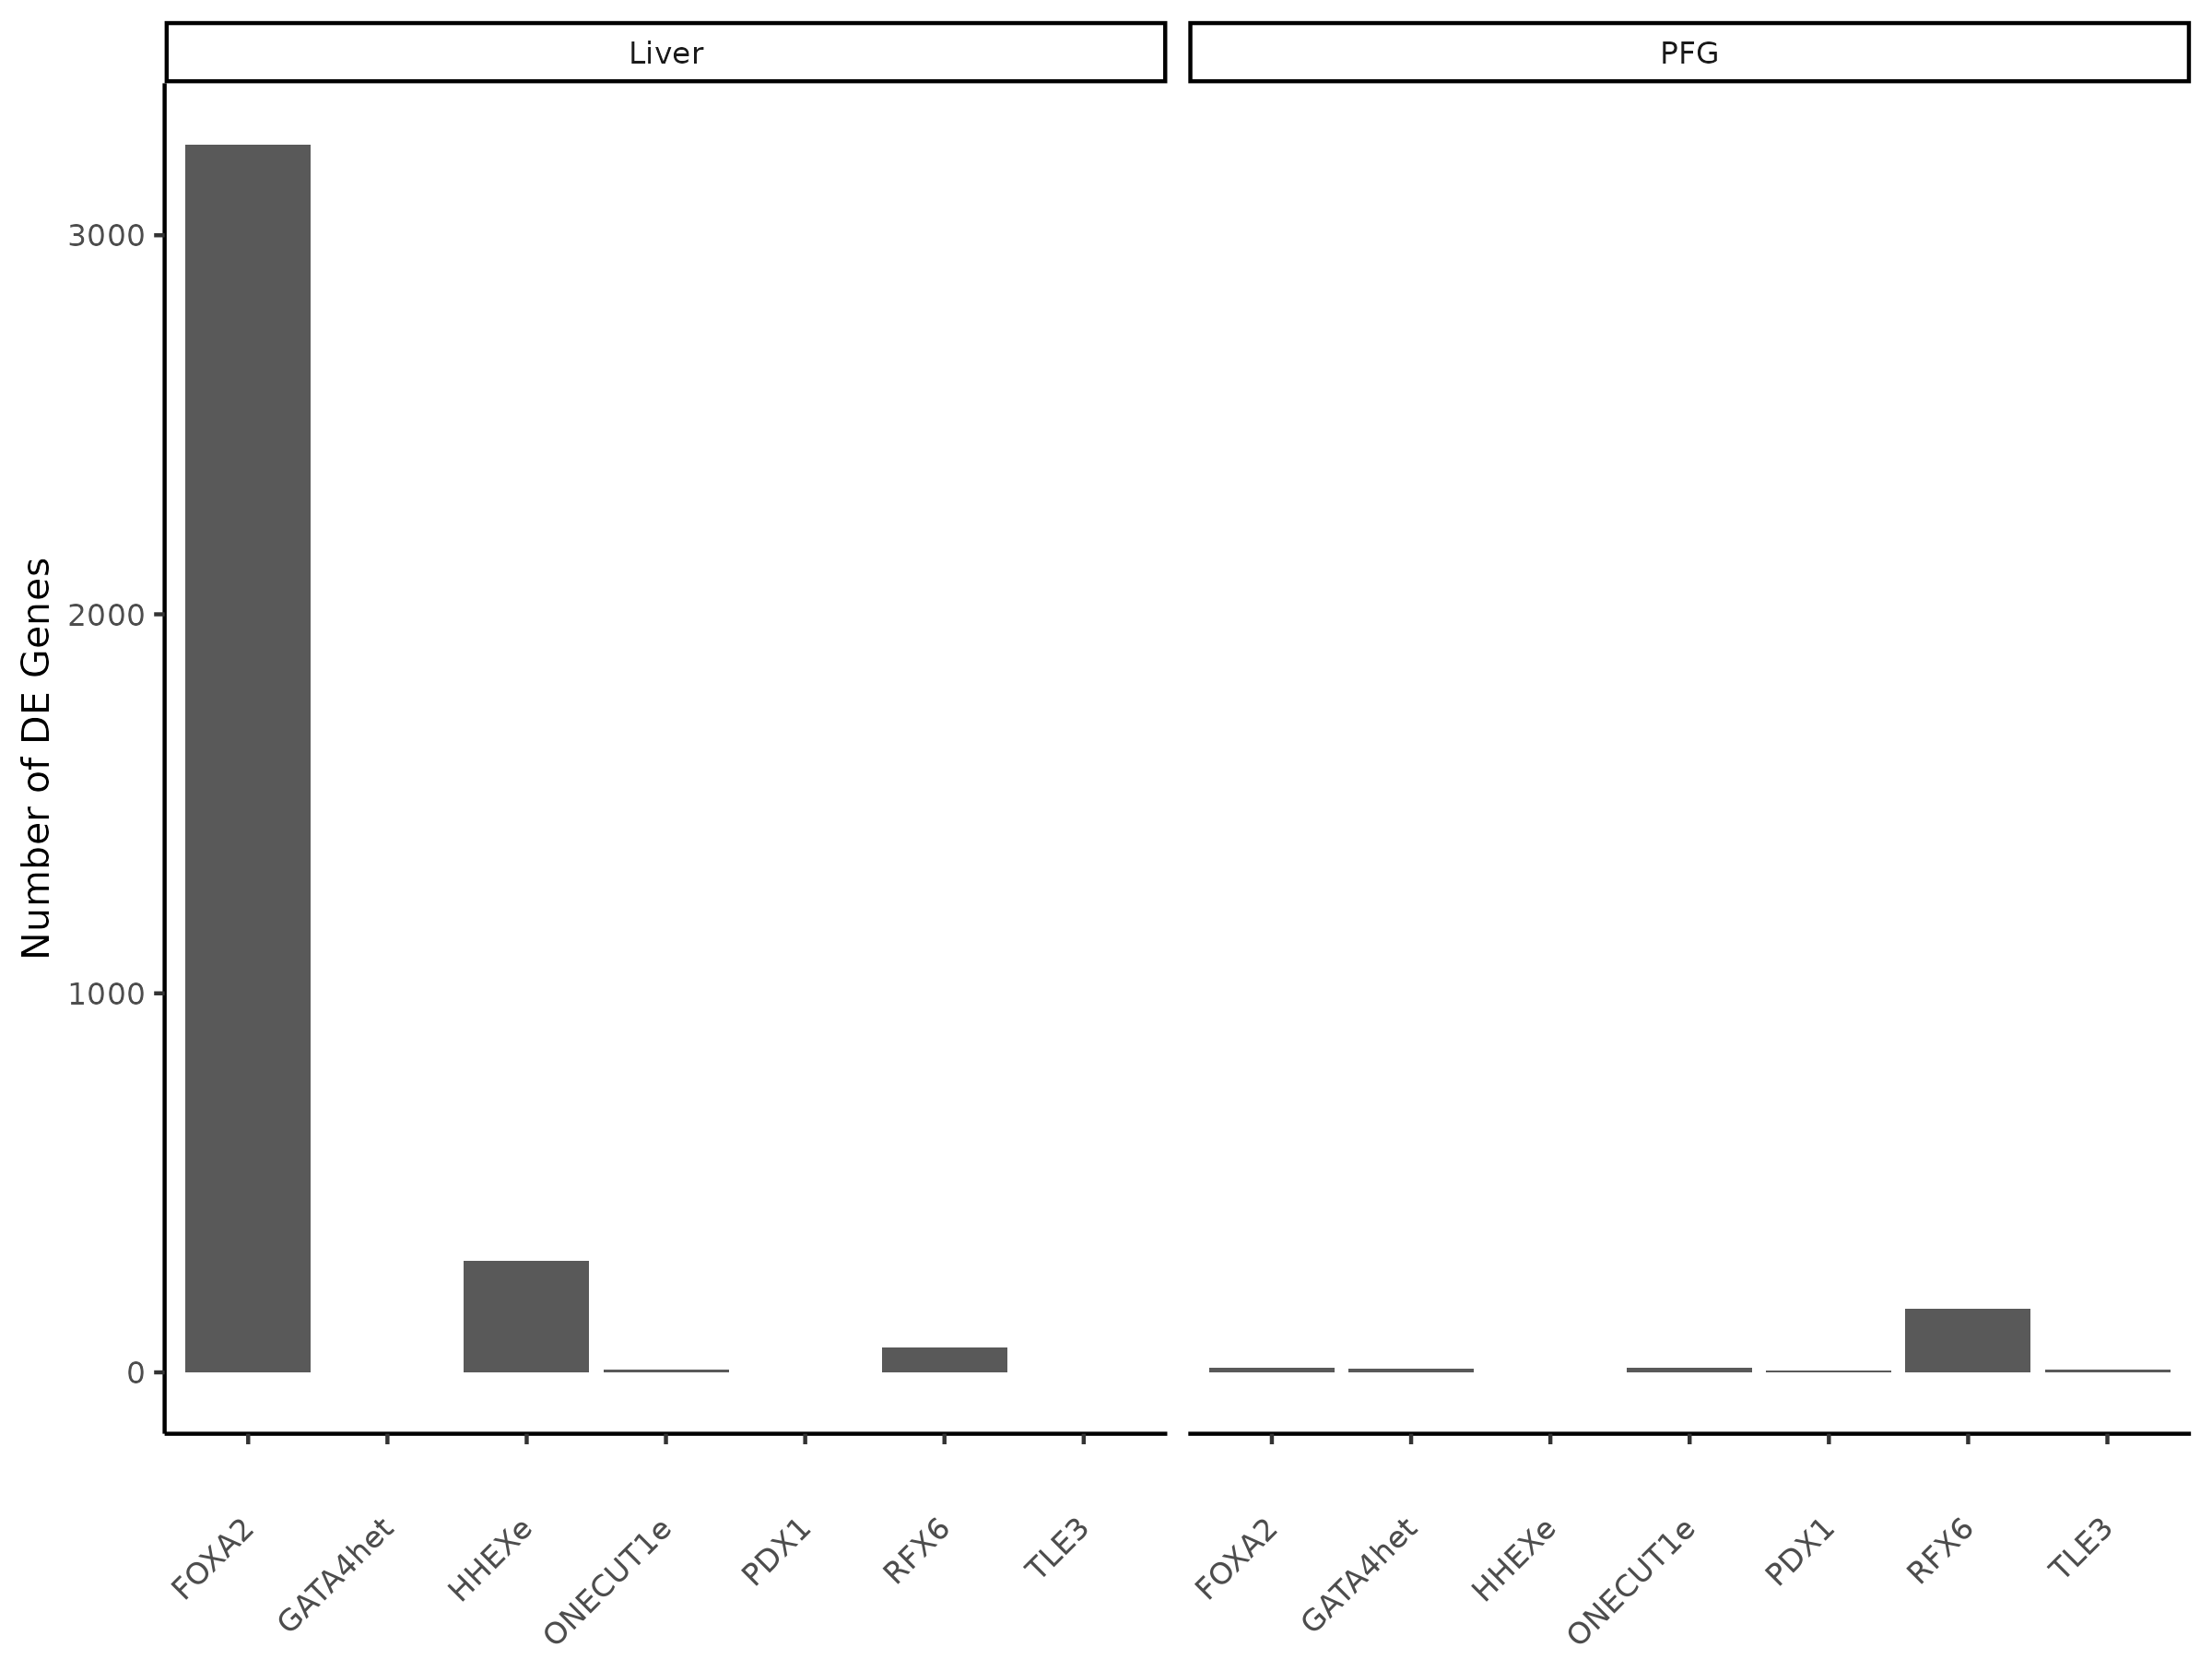 Liver
PFG
Number of DE Genes
3000
2000
1000
0
FOXA2
GATA4het
HHEXe
ONECUT1e
PDX1
RFX6
TLE3
FOXA2
GATA4het
HHEXe
ONECUT1e
PDX1
RFX6
TLE3